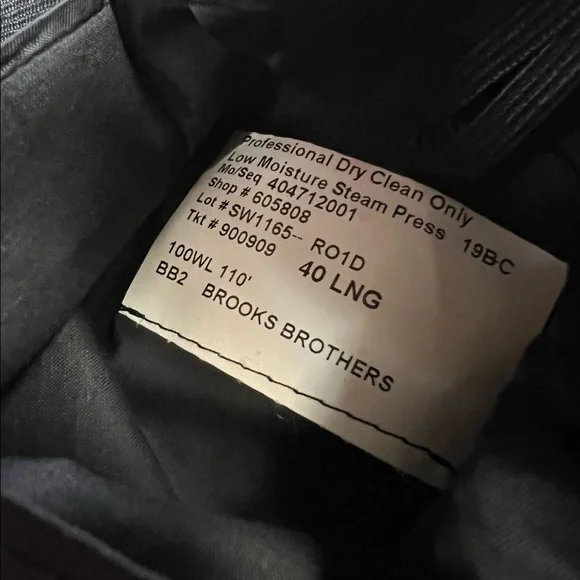 Professional Dry Clean Only
Low Moisture Steam Press 19BC
Mo/Seq 404712001
Shop # 605808
Lot # SW1165-- RO1D
Tkt # 900909 40 LNG
100WL 110'
BB2 BROOKS BROTHERS